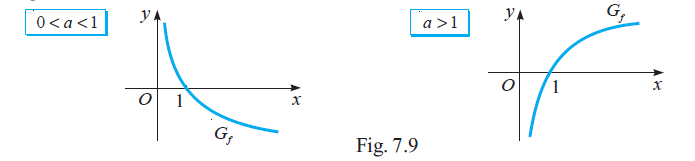 0 < a < 1
y
O
1
x
G_f
Fig. 7.9
a > 1
y
G_f
O
1
x